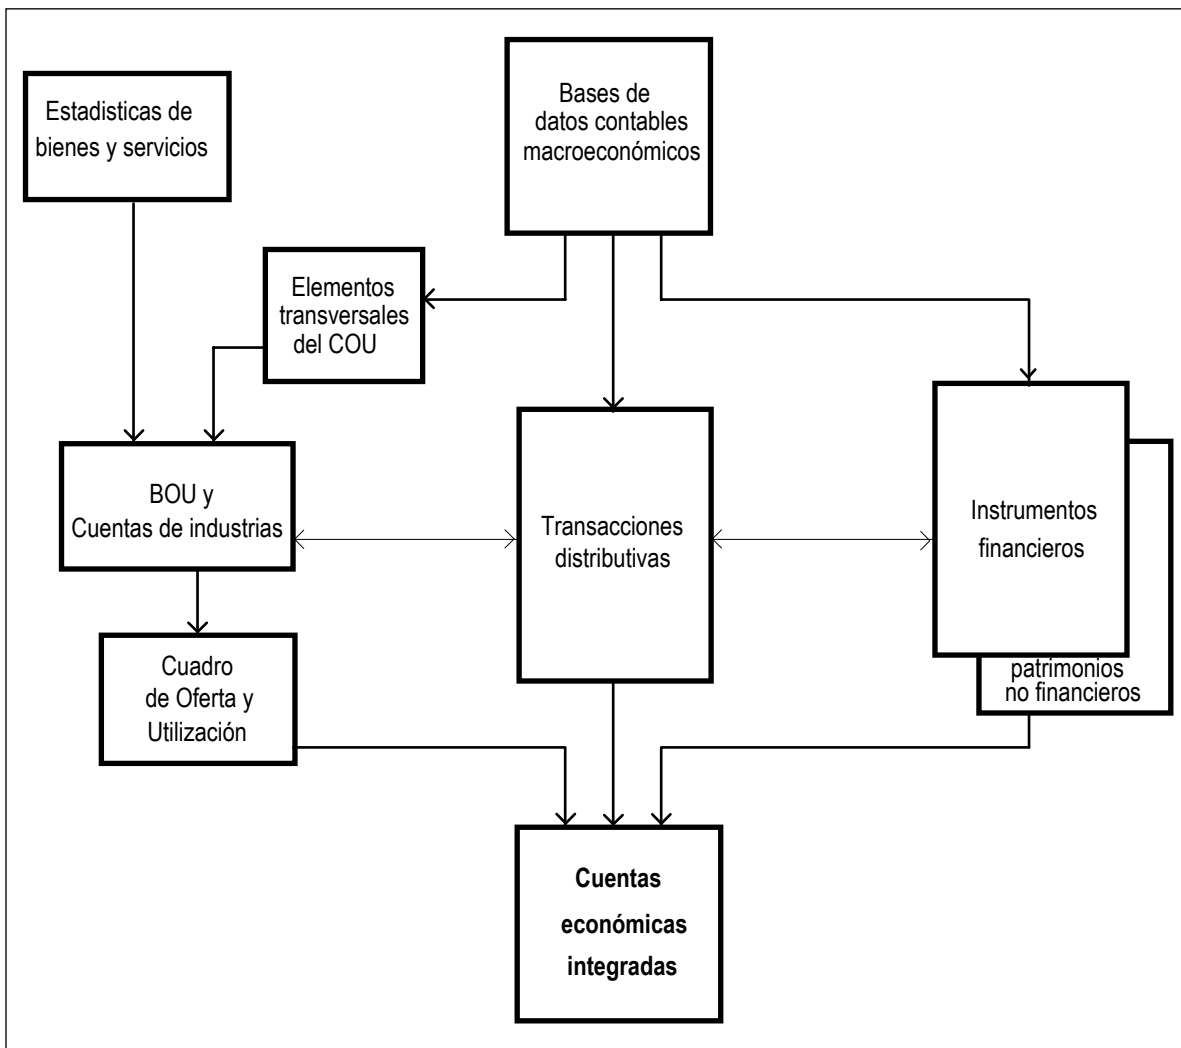 Estadisticas de
bienes y servicios
Bases de
datos contables
macroeconómicos
Elementos
transversales
del COU
BOU y
Cuentas de industrias
Transacciones
distributivas
Instrumentos
financieros
patrimonios
no financieros
Cuadro
de Oferta y
Utilización
Cuentas
económicas
integradas